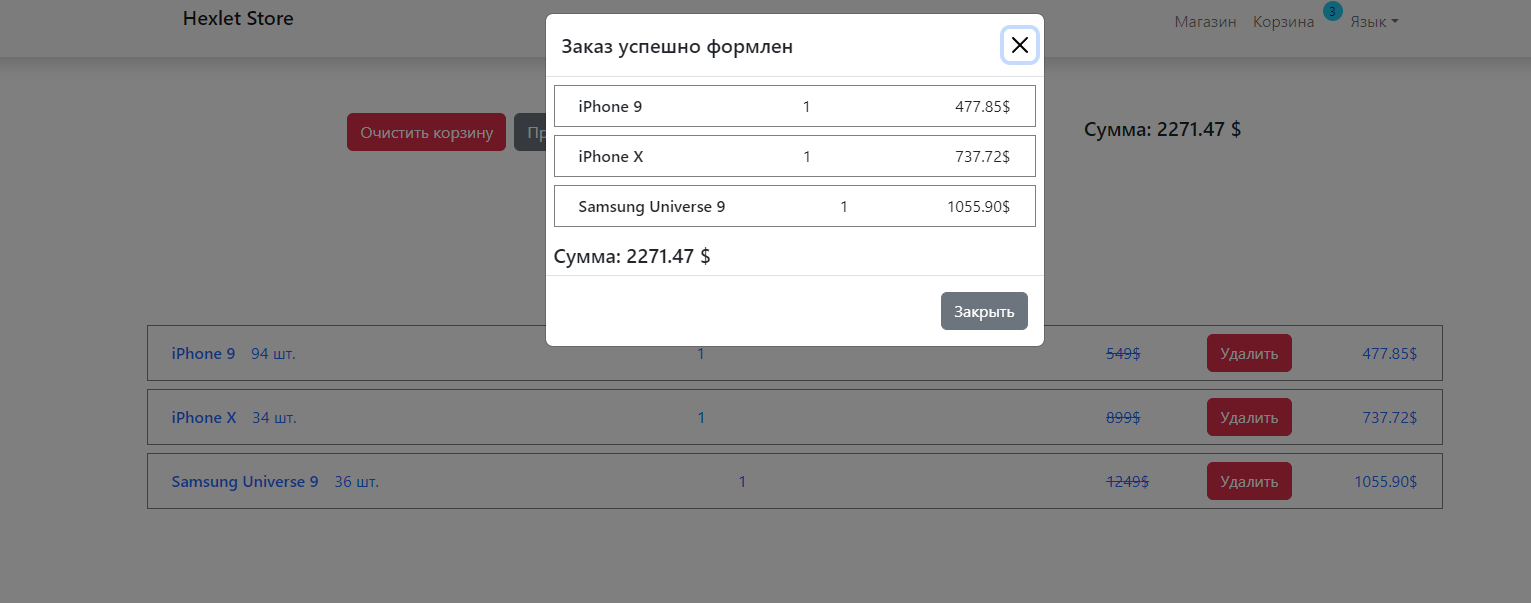 Hexlet Store
Магазин Корзина 3 Язык
Заказ успешно формлен
iPhone 9 1 477.85$
iPhone X 1 737.72$
Samsung Universe 9 1 1055.90$
Сумма: 2271.47 $
Закрыть
Очистить корзину
Сумма: 2271.47 $
iPhone 9 94 шт. 1 549$ Удалить 477.85$
iPhone X 34 шт. 1 899$ Удалить 737.72$
Samsung Universe 9 36 шт. 1 1249$ Удалить 1055.90$